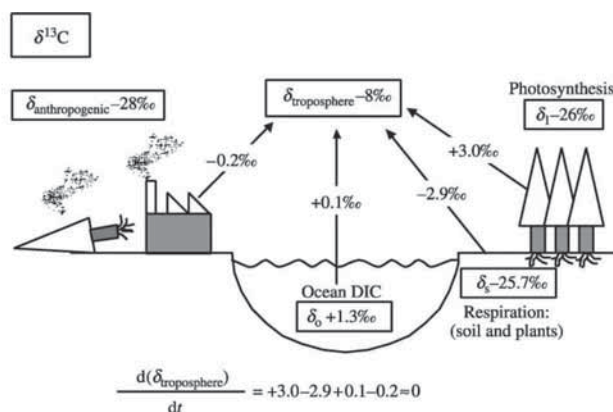 δ¹³C
δanthropogenic–28‰
δtroposphere–8‰
Photosynthesis
δl–26‰
–0.2‰
+0.1‰
–2.9‰
+3.0‰
Ocean DIC
δo +1.3‰
δs–25.7‰
Respiration:
(soil and plants)
d(δtroposphere)
dt
= +3.0–2.9+0.1–0.2≈0